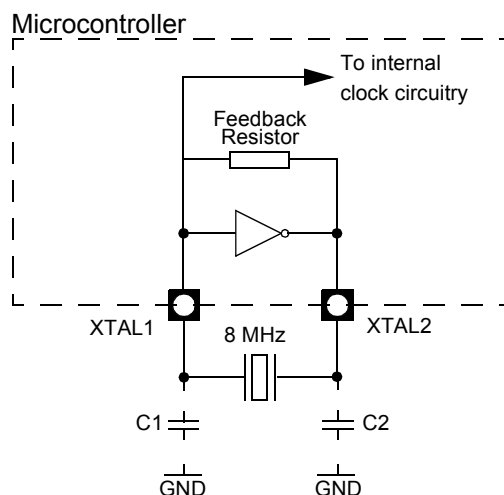 Microcontroller
To internal
clock circuitry
Feedback
Resistor
XTAL1
8 MHz
XTAL2
C1
C2
GND
GND